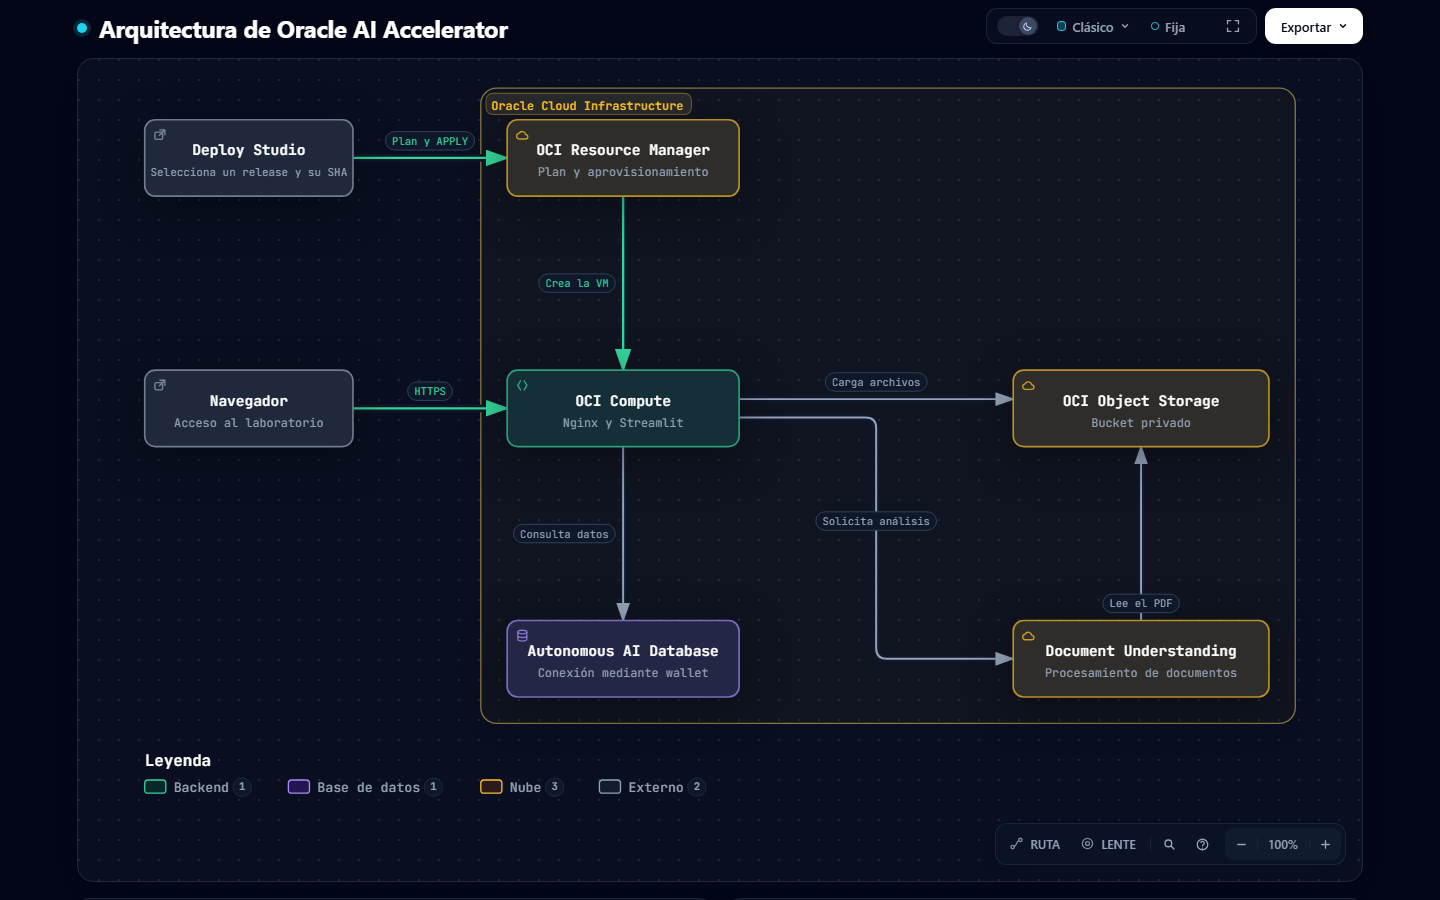 Arquitectura de Oracle AI Accelerator
Clásico
Fija
Exportar
Oracle Cloud Infrastructure
Deploy Studio
Selecciona un release y su SHA
Plan y APPLY
OCI Resource Manager
Plan y aprovisionamiento
Crea la VM
Navegador
Acceso al laboratorio
HTTPS
OCI Compute
Nginx y Streamlit
Carga archivos
OCI Object Storage
Bucket privado
Consulta datos
Solicita análisis
Lee el PDF
Autonomous AI Database
Conexión mediante wallet
Document Understanding
Procesamiento de documentos
Leyenda
Backend 1
Base de datos 1
Nube 3
Externo 2
RUTA
LENTE
100%